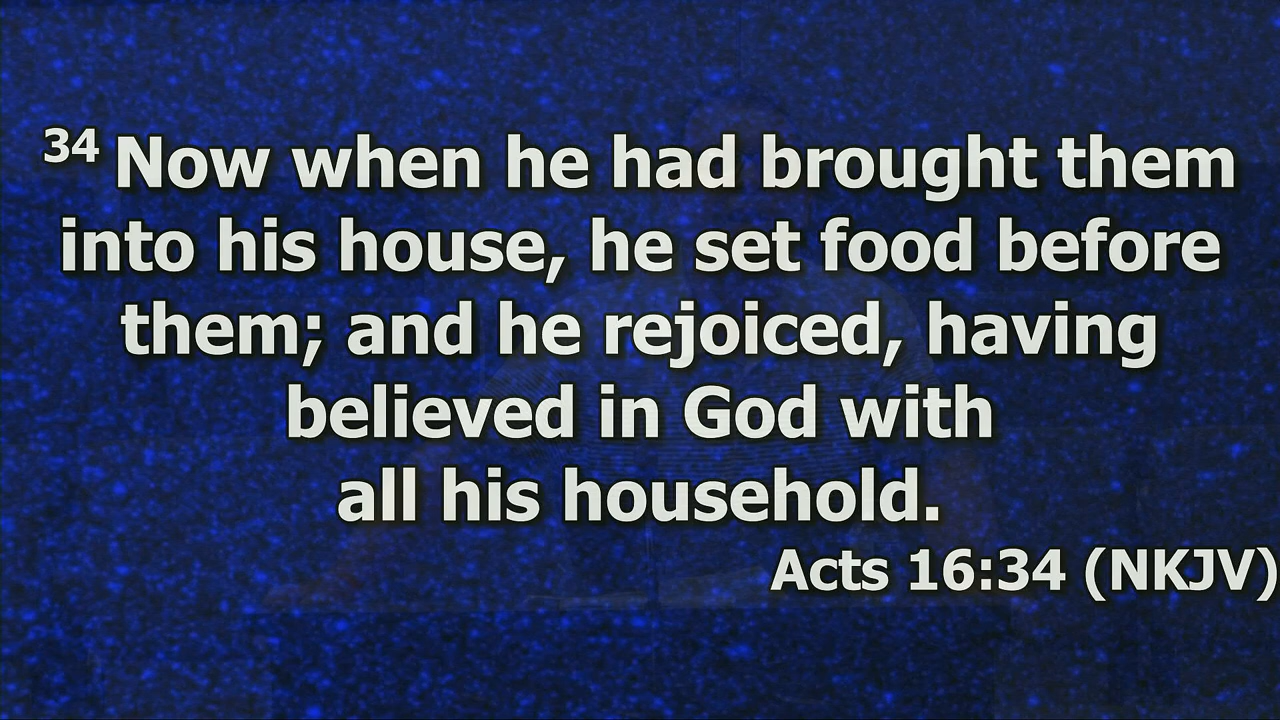 34 Now when he had brought them
into his house, he set food before
them; and he rejoiced, having
believed in God with
all his household.
Acts 16:34 (NKJV)